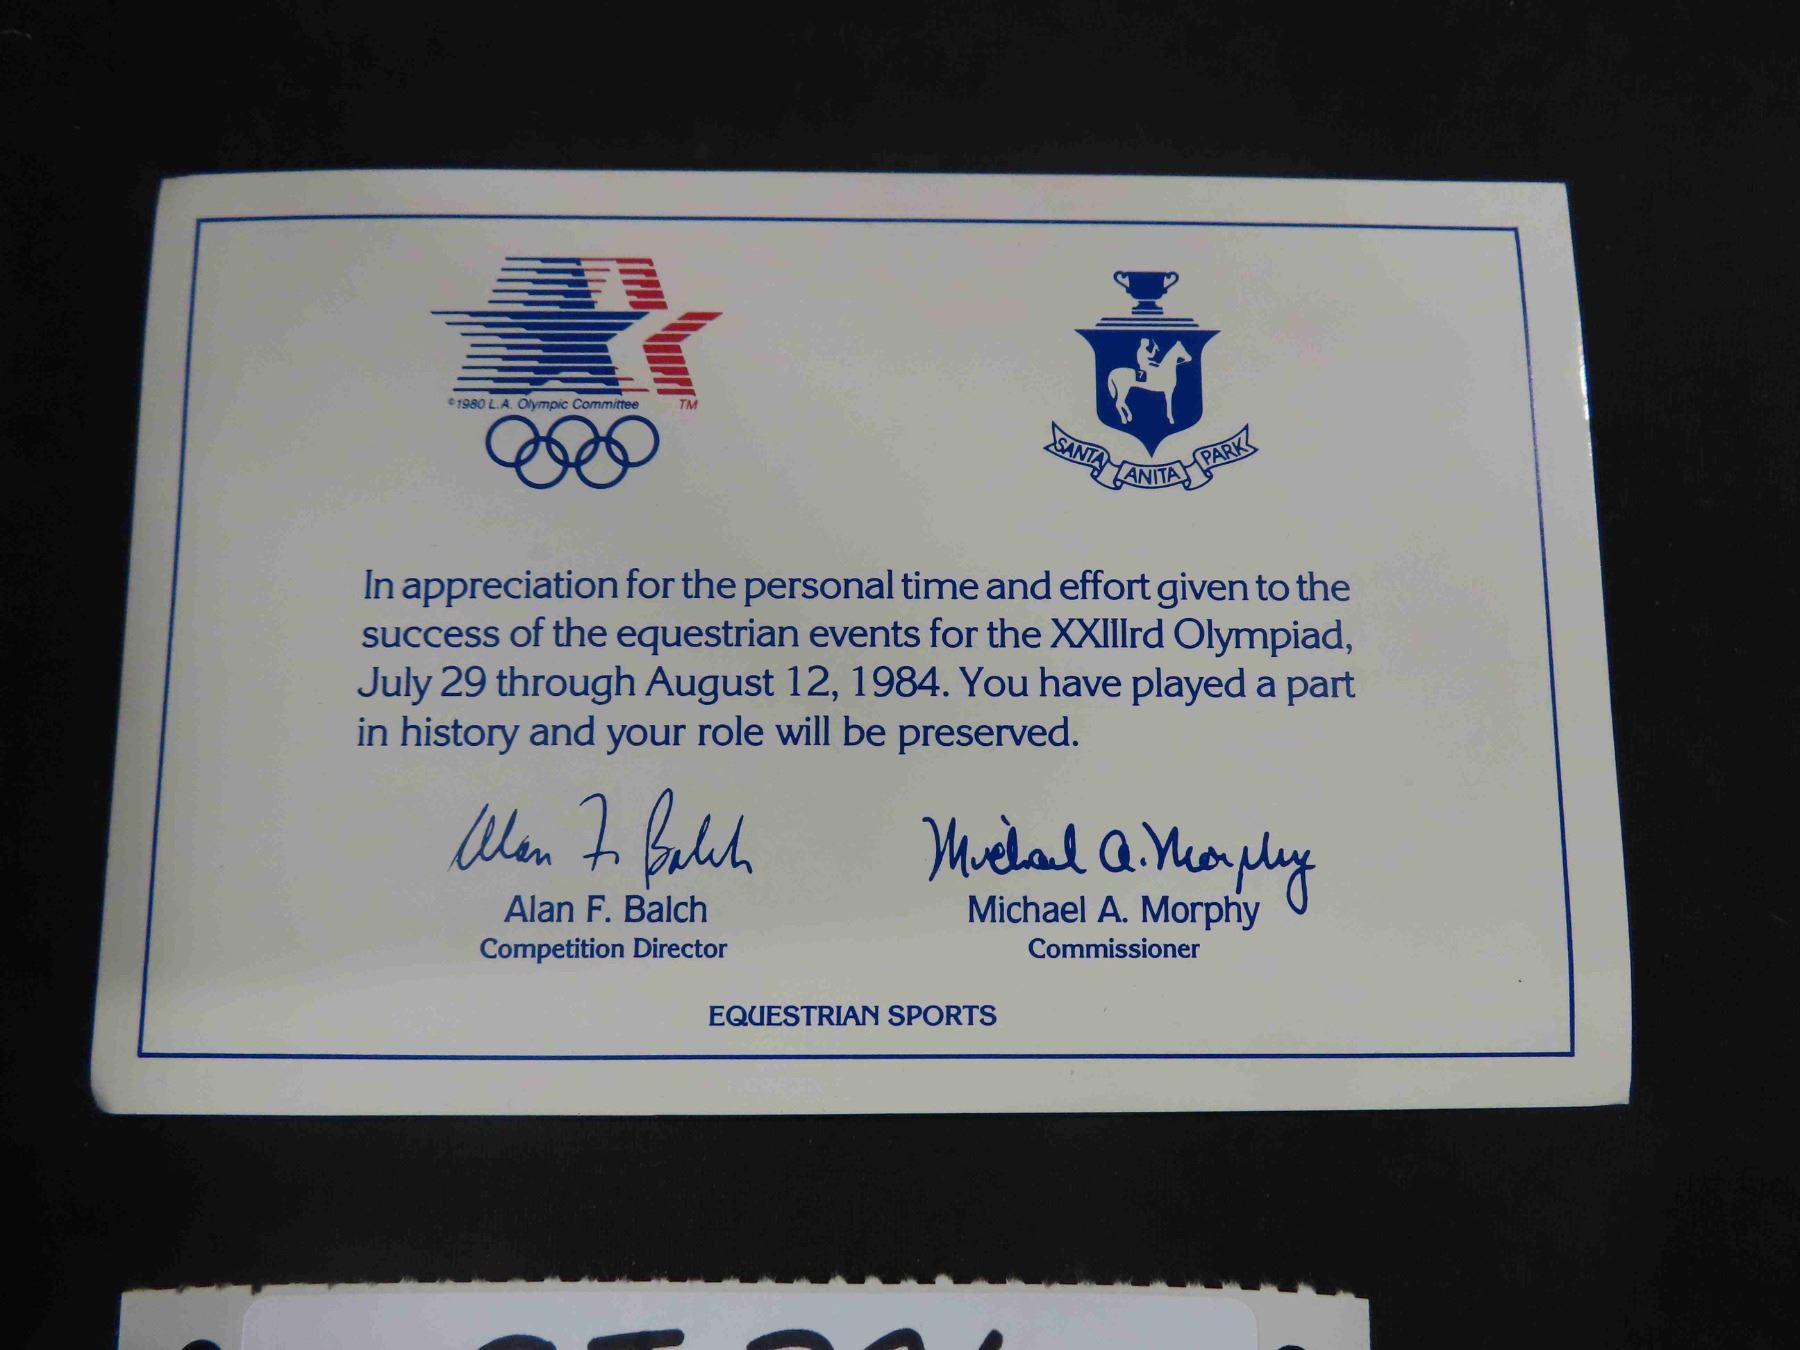 ©1980 L.A. Olympic Committee TM
7
SANTA ANITA PARK
In appreciation for the personal time and effort given to the
success of the equestrian events for the XXIIIrd Olympiad,
July 29 through August 12, 1984. You have played a part
in history and your role will be preserved.
Alan F. Balch Michael A. Morphy
Alan F. Balch Michael A. Morphy
Competition Director Commissioner
EQUESTRIAN SPORTS